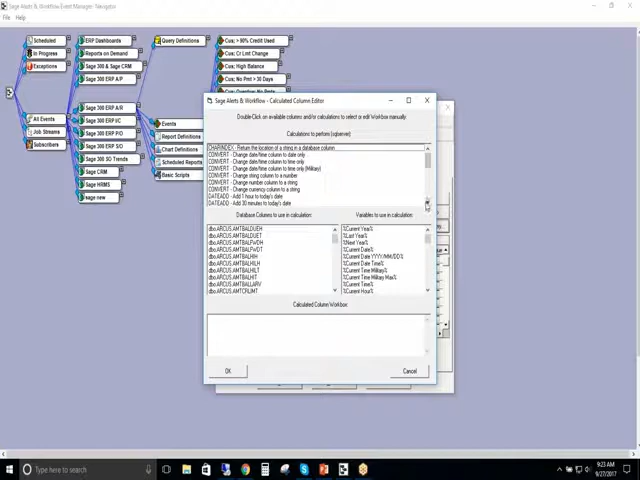 Sage Alerts & Workflow Event Manager - Navigator
File Help
Scheduled
In Progress
Exceptions
All Events
Job Streams
Subscribers
ERP Dashboards
Reports on Demand
Sage 300 & Sage CRM
Sage 300 ERP A/P
Sage 300 ERP A/R
Sage 300 ERP I/C
Sage 300 ERP P/O
Sage 300 ERP S/O
Sage 300 SO Trends
Sage CRM
Sage HRMS
sage new
Query Definitions
Events
Report Definitions
Chart Definitions
Scheduled Reports
Basic Scripts
Cus; > 90% Credit Used
Cus; Cr Lmt Change
Cus; High Balance
Cus; No Pmt > 30 Days
Sage Alerts & Workflow - Calculated Column Editor
Double-Click on available columns and/or calculations to select or edit Workbox manually
Calculations to perform (sqlserver)
CHARINDEX - Return the location of a string in a database column
CONVERT - Change date/time column to date only
CONVERT - Change date/time column to time only
CONVERT - Change date/time column to time only (Military)
CONVERT - Change string column to a number
CONVERT - Change number column to a string
CONVERT - Change currency column to a string
DATEADD - Add 1 hour to today's date
DATEADD - Add 30 minutes to today's date
Database Columns to use in calculation:
dbo.ARCUS.AMTBALDUEH
dbo.ARCUS.AMTBALDUET
dbo.ARCUS.AMTBALFWDH
dbo.ARCUS.AMTBALFWDT
dbo.ARCUS.AMTBALHIH
dbo.ARCUS.AMTBALHILH
dbo.ARCUS.AMTBALHILT
dbo.ARCUS.AMTBALHIT
dbo.ARCUS.AMTBALLARV
dbo.ARCUS.AMTCRLIMT
Variables to use in calculation:
%Current Year%
%Last Year%
%Next Year%
%Current Date%
%Current Date YYYY/MM/DD%
%Current Date Time%
%Current Time Military%
%Current Time Military Max%
%Current Time%
%Current Hour%
Calculated Column Workbox:
OK
Cancel
Type here to search
9:23 AM
9/27/2017